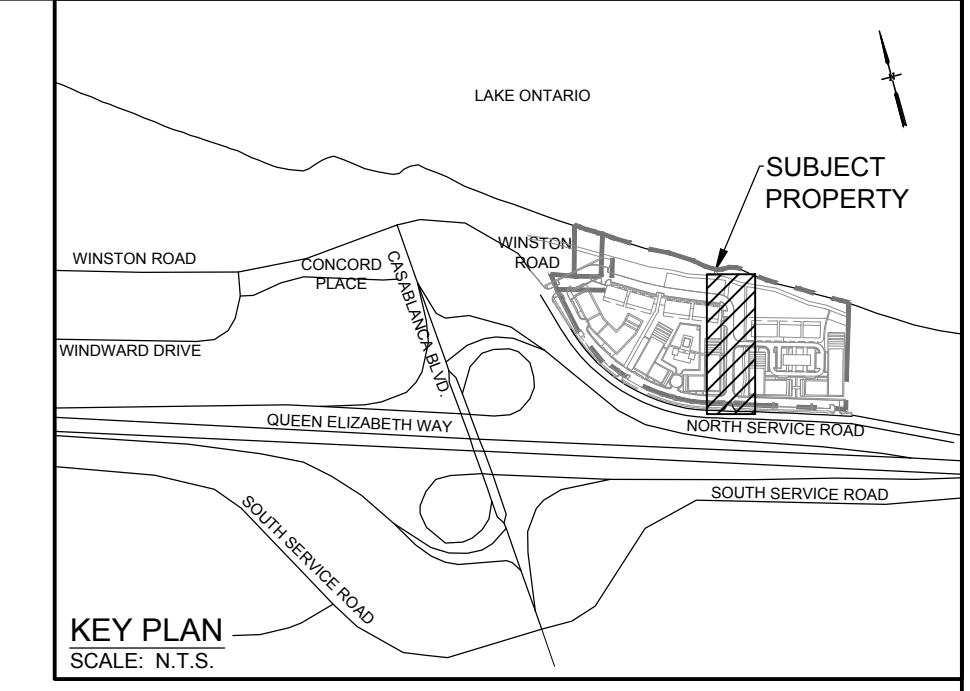 LAKE ONTARIO
N
SUBJECT
PROPERTY
WINSTON ROAD
CONCORD
PLACE
CASABLANCA BLVD.
WINSTON
ROAD
WINDWARD DRIVE
QUEEN ELIZABETH WAY
NORTH SERVICE ROAD
SOUTH SERVICE ROAD
SOUTH SERVICE ROAD
KEY PLAN
SCALE: N.T.S.